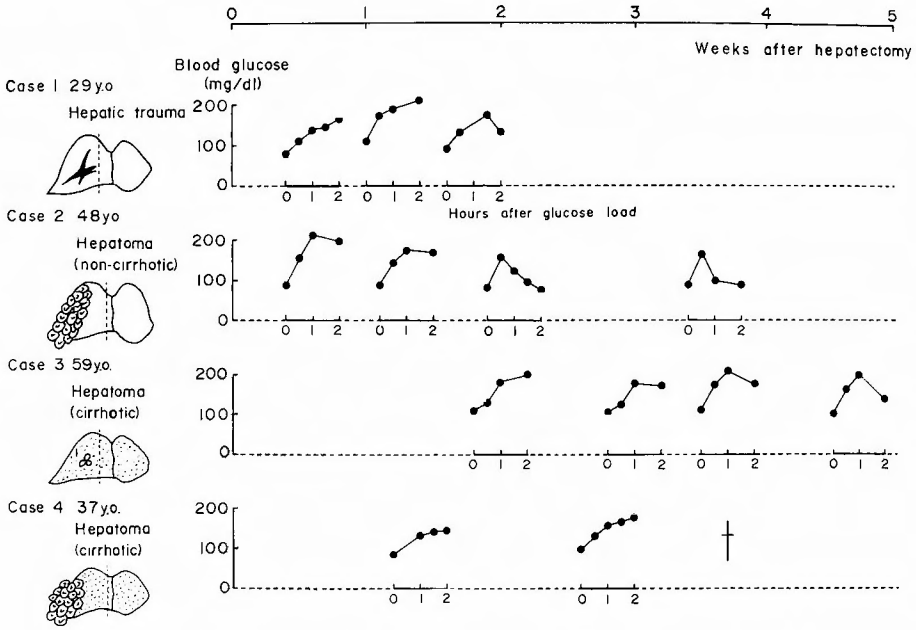 0 1 2 3 4 5
Weeks after hepatectomy
Blood glucose
(mg/dl)
Case 1 29y.o
Hepatic trauma
200
100
0
0 1 2 0 1 2 0 1 2
Hours after glucose load
Case 2 48yo
Hepatoma
(non-cirrhotic)
200
100
0
0 1 2 0 1 2 0 1 2 0 1 2
Case 3 59y.o.
Hepatoma
(cirrhotic)
200
100
0
0 1 2 0 1 2 0 1 2 0 1 2
Case 4 37y.o.
Hepatoma
(cirrhotic)
200
100
0
0 1 2 0 1 2